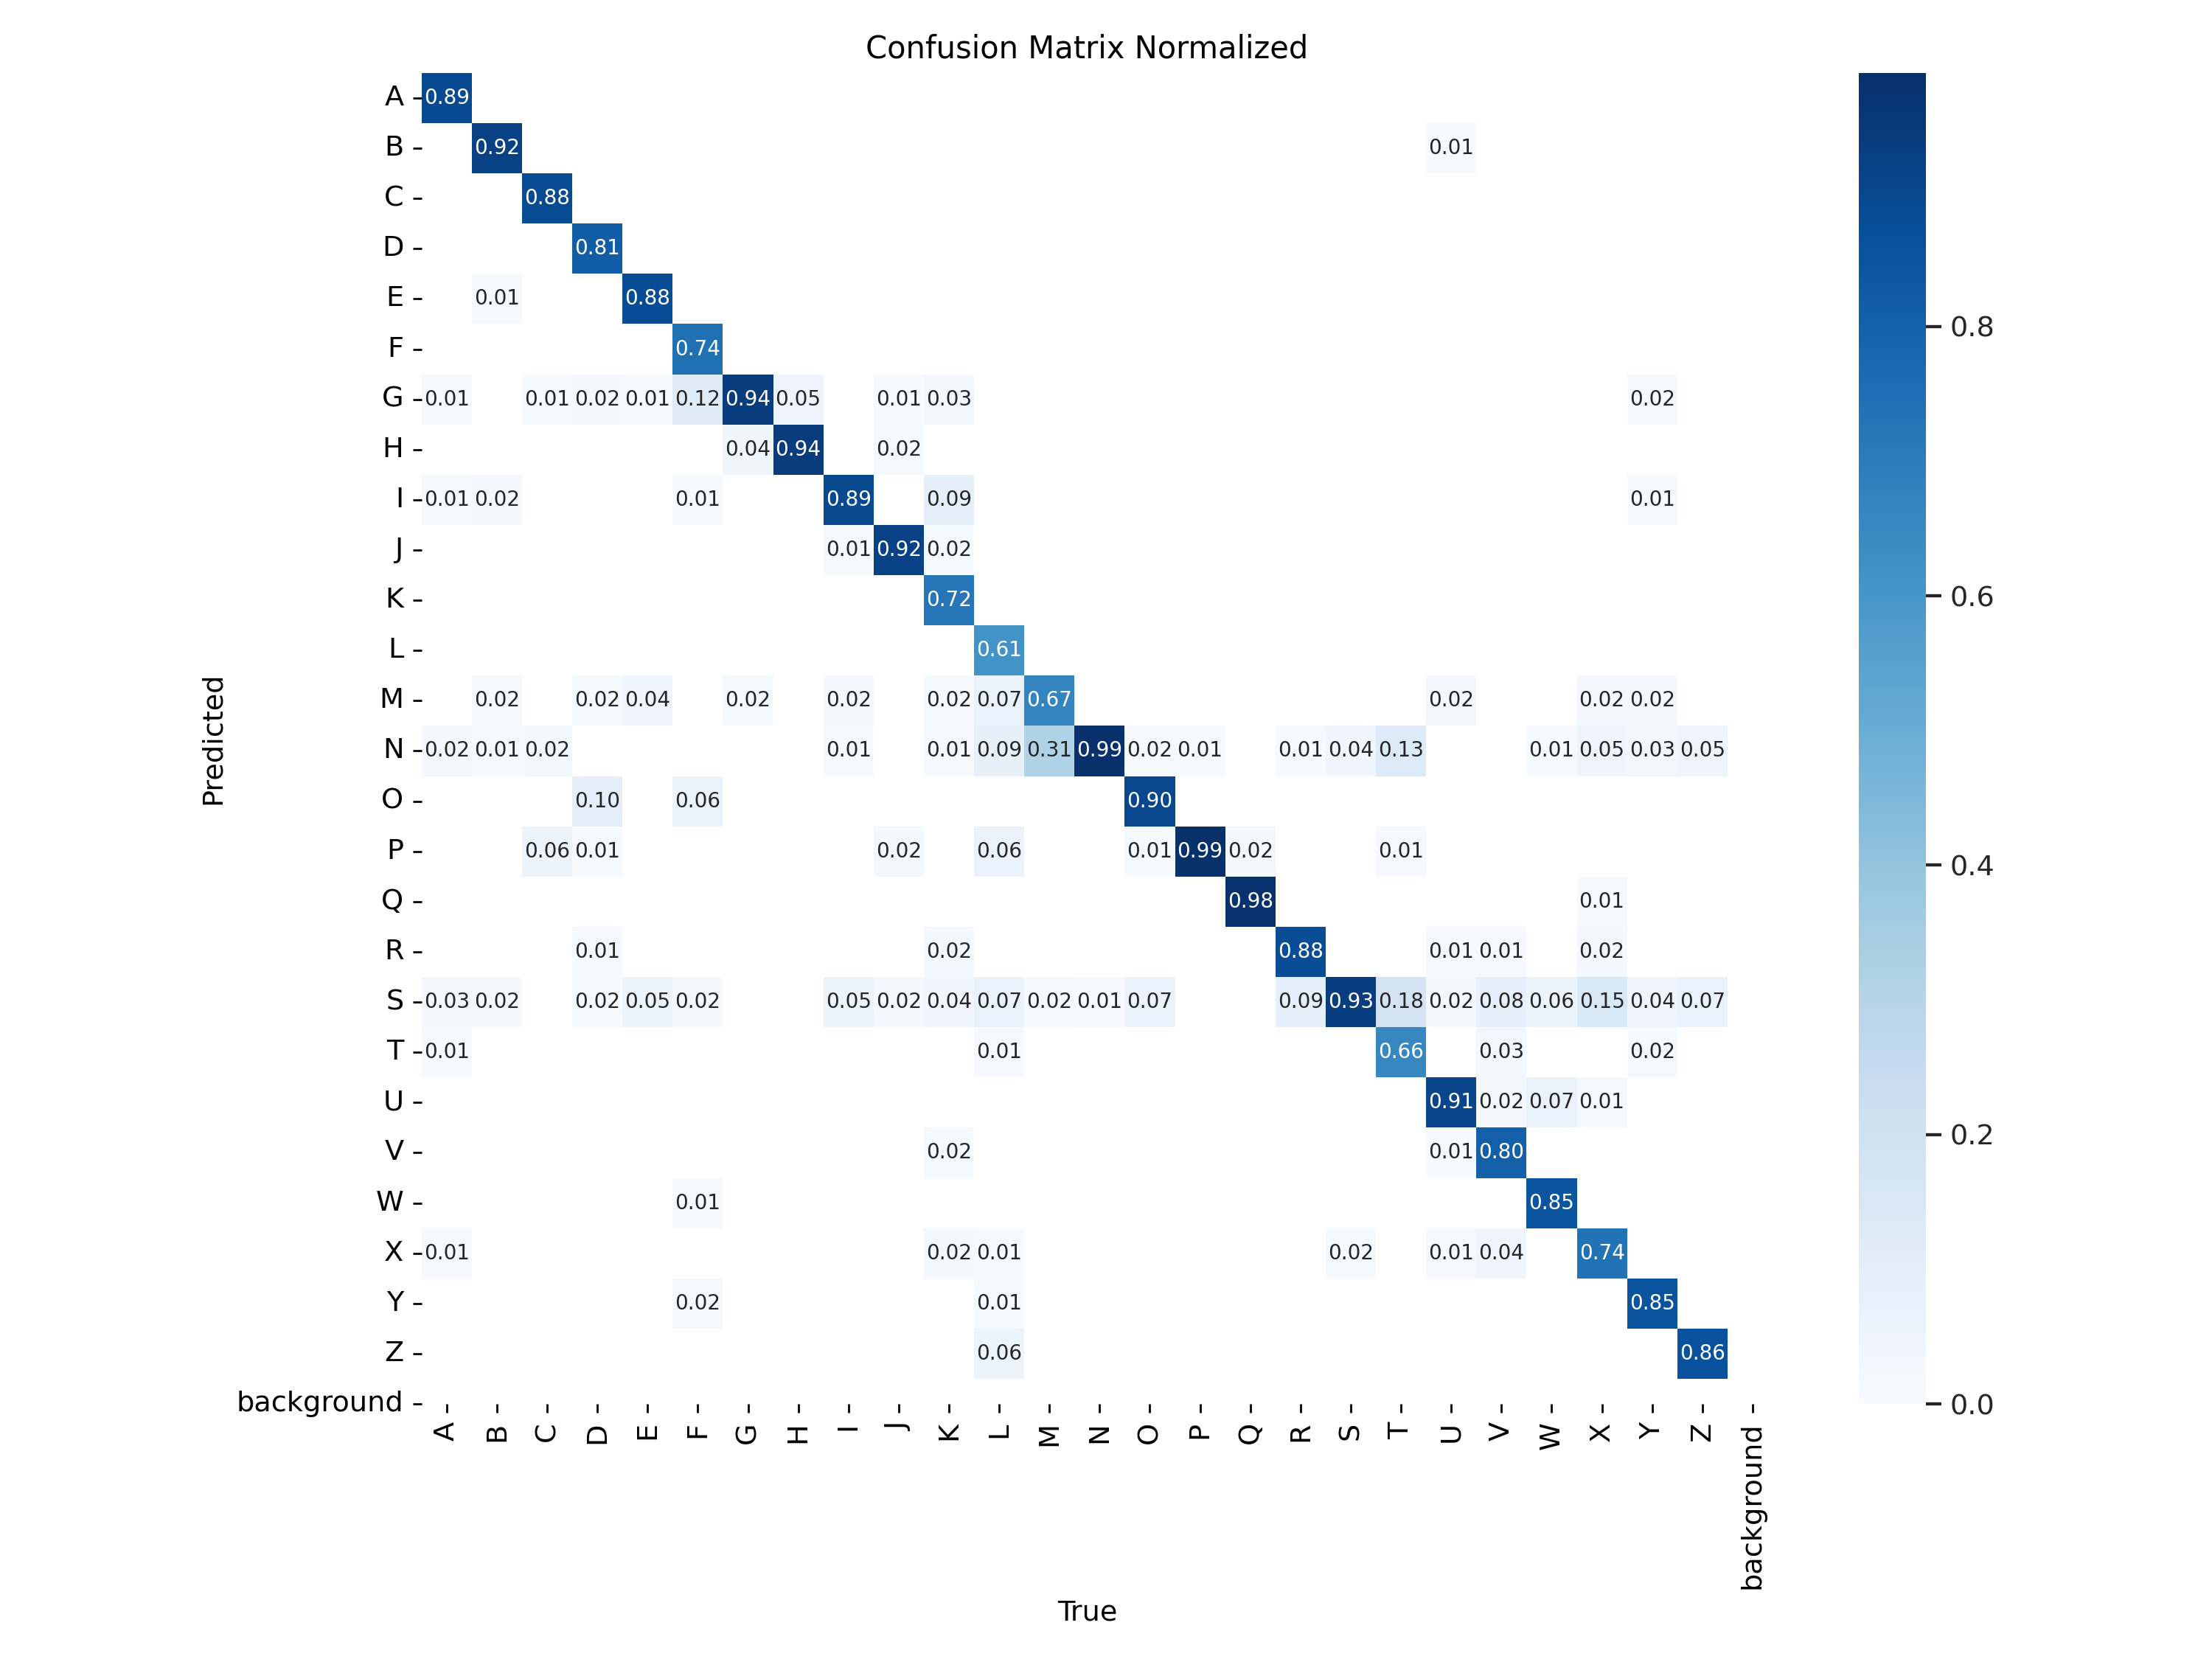 Confusion Matrix Normalized
A 0.89
B 0.92 0.01
C 0.88
D 0.81
E 0.01 0.88
F 0.74
G 0.01 0.01 0.02 0.01 0.12 0.94 0.05 0.01 0.03 0.02
H 0.04 0.94 0.02
I 0.01 0.02 0.01 0.89 0.09 0.01
J 0.01 0.92 0.02
K 0.72
L 0.61
M 0.02 0.02 0.04 0.02 0.02 0.02 0.07 0.67 0.02 0.02 0.02
N 0.02 0.01 0.02 0.01 0.01 0.09 0.31 0.99 0.02 0.01 0.01 0.04 0.13 0.01 0.05 0.03 0.05
O 0.10 0.06 0.90
P 0.06 0.01 0.02 0.06 0.01 0.99 0.02 0.01
Q 0.98 0.01
R 0.01 0.02 0.88 0.01 0.01 0.02
S 0.03 0.02 0.02 0.05 0.02 0.05 0.02 0.04 0.07 0.02 0.01 0.07 0.09 0.93 0.18 0.02 0.08 0.06 0.15 0.04 0.07
T 0.01 0.01 0.66 0.03 0.02
U 0.91 0.02 0.07 0.01
V 0.02 0.01 0.80
W 0.01 0.85
X 0.01 0.02 0.01 0.02 0.01 0.04 0.74
Y 0.02 0.01 0.85
Z 0.06 0.86
background
A B C D E F G H I J K L M N O P Q R S T U V W X Y Z background
Predicted
True
0.8
0.6
0.4
0.2
0.0